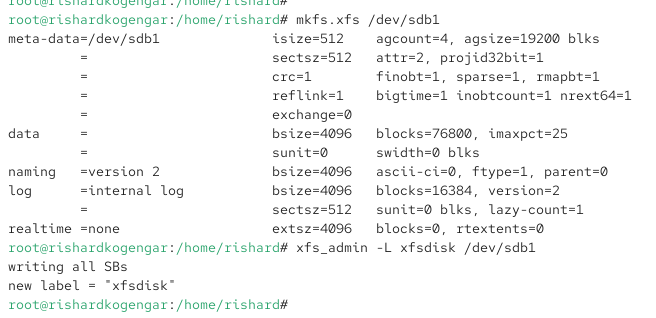 root@rishardkogengar:/home/rishard#
root@rishardkogengar:/home/rishard# mkfs.xfs /dev/sdb1
meta-data=/dev/sdb1              isize=512    agcount=4, agsize=19200 blks
         =                       sectsz=512   attr=2, projid32bit=1
         =                       crc=1        finobt=1, sparse=1, rmapbt=1
         =                       reflink=1    bigtime=1 inobtcount=1 nrext64=1
         =                       exchange=0
data     =                       bsize=4096   blocks=76800, imaxpct=25
         =                       sunit=0      swidth=0 blks
naming   =version 2              bsize=4096   ascii-ci=0, ftype=1, parent=0
log      =internal log           bsize=4096   blocks=16384, version=2
         =                       sectsz=512   sunit=0 blks, lazy-count=1
realtime =none                   extsz=4096   blocks=0, rtextents=0
root@rishardkogengar:/home/rishard# xfs_admin -L xfsdisk /dev/sdb1
writing all SBs
new label = "xfsdisk"
root@rishardkogengar:/home/rishard#